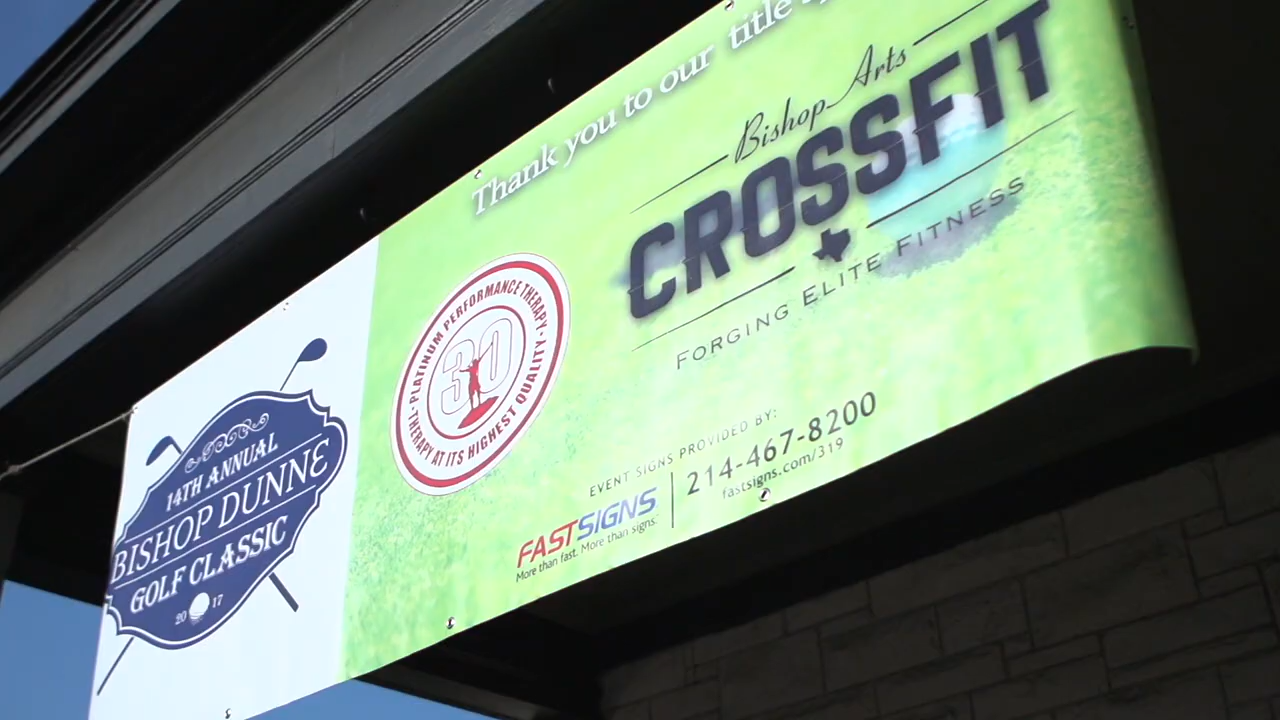 Thank you to our title
Bishop Arts
CROSSFIT
FORGING ELITE FITNESS
PLATINUM PERFORMANCE THERAPY
THERAPY AT ITS HIGHEST QUALITY
30
14TH ANNUAL
BISHOP DUNNE
GOLF CLASSIC
20 17
EVENT SIGNS PROVIDED BY:
FASTSIGNS
More than fast. More than signs.
214-467-8200
fastsigns.com/319